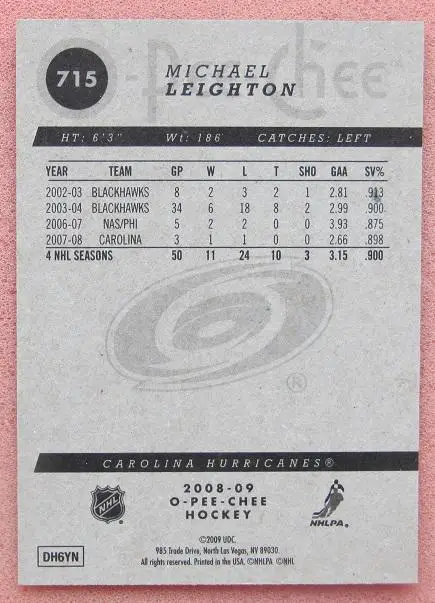 O-Pee-Chee
715
MICHAEL
LEIGHTON
HT: 6'3" WT: 186 CATCHES: LEFT
YEAR TEAM GP W L T SHO GAA SV%
2002-03 BLACKHAWKS 8 2 3 2 1 2.81 .913
2003-04 BLACKHAWKS 34 6 18 8 2 2.99 .900
2006-07 NAS/PHI 5 2 2 0 0 3.93 .875
2007-08 CAROLINA 3 1 1 0 0 2.66 .898
4 NHL SEASONS 50 11 24 10 3 3.15 .900
®
CAROLINA HURRICANES®
NHL
2008-09
O-PEE-CHEE
HOCKEY
NHLPA.
©2009 UDC.
985 Trade Drive, North Las Vegas, NV 89030.
All rights reserved. Printed in the USA. ©NHLPA ©NHL
DH6YN